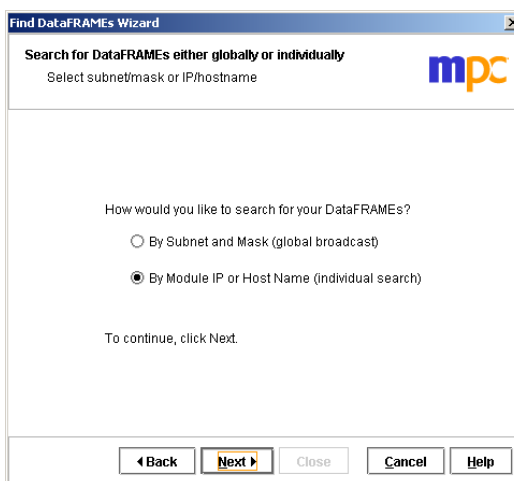 Find DataFRAMEs Wizard
Search for DataFRAMEs either globally or individually
Select subnet/mask or IP/hostname
mpc
How would you like to search for your DataFRAMEs?
By Subnet and Mask (global broadcast)
By Module IP or Host Name (individual search)
To continue, click Next.
Back Next Close Cancel Help